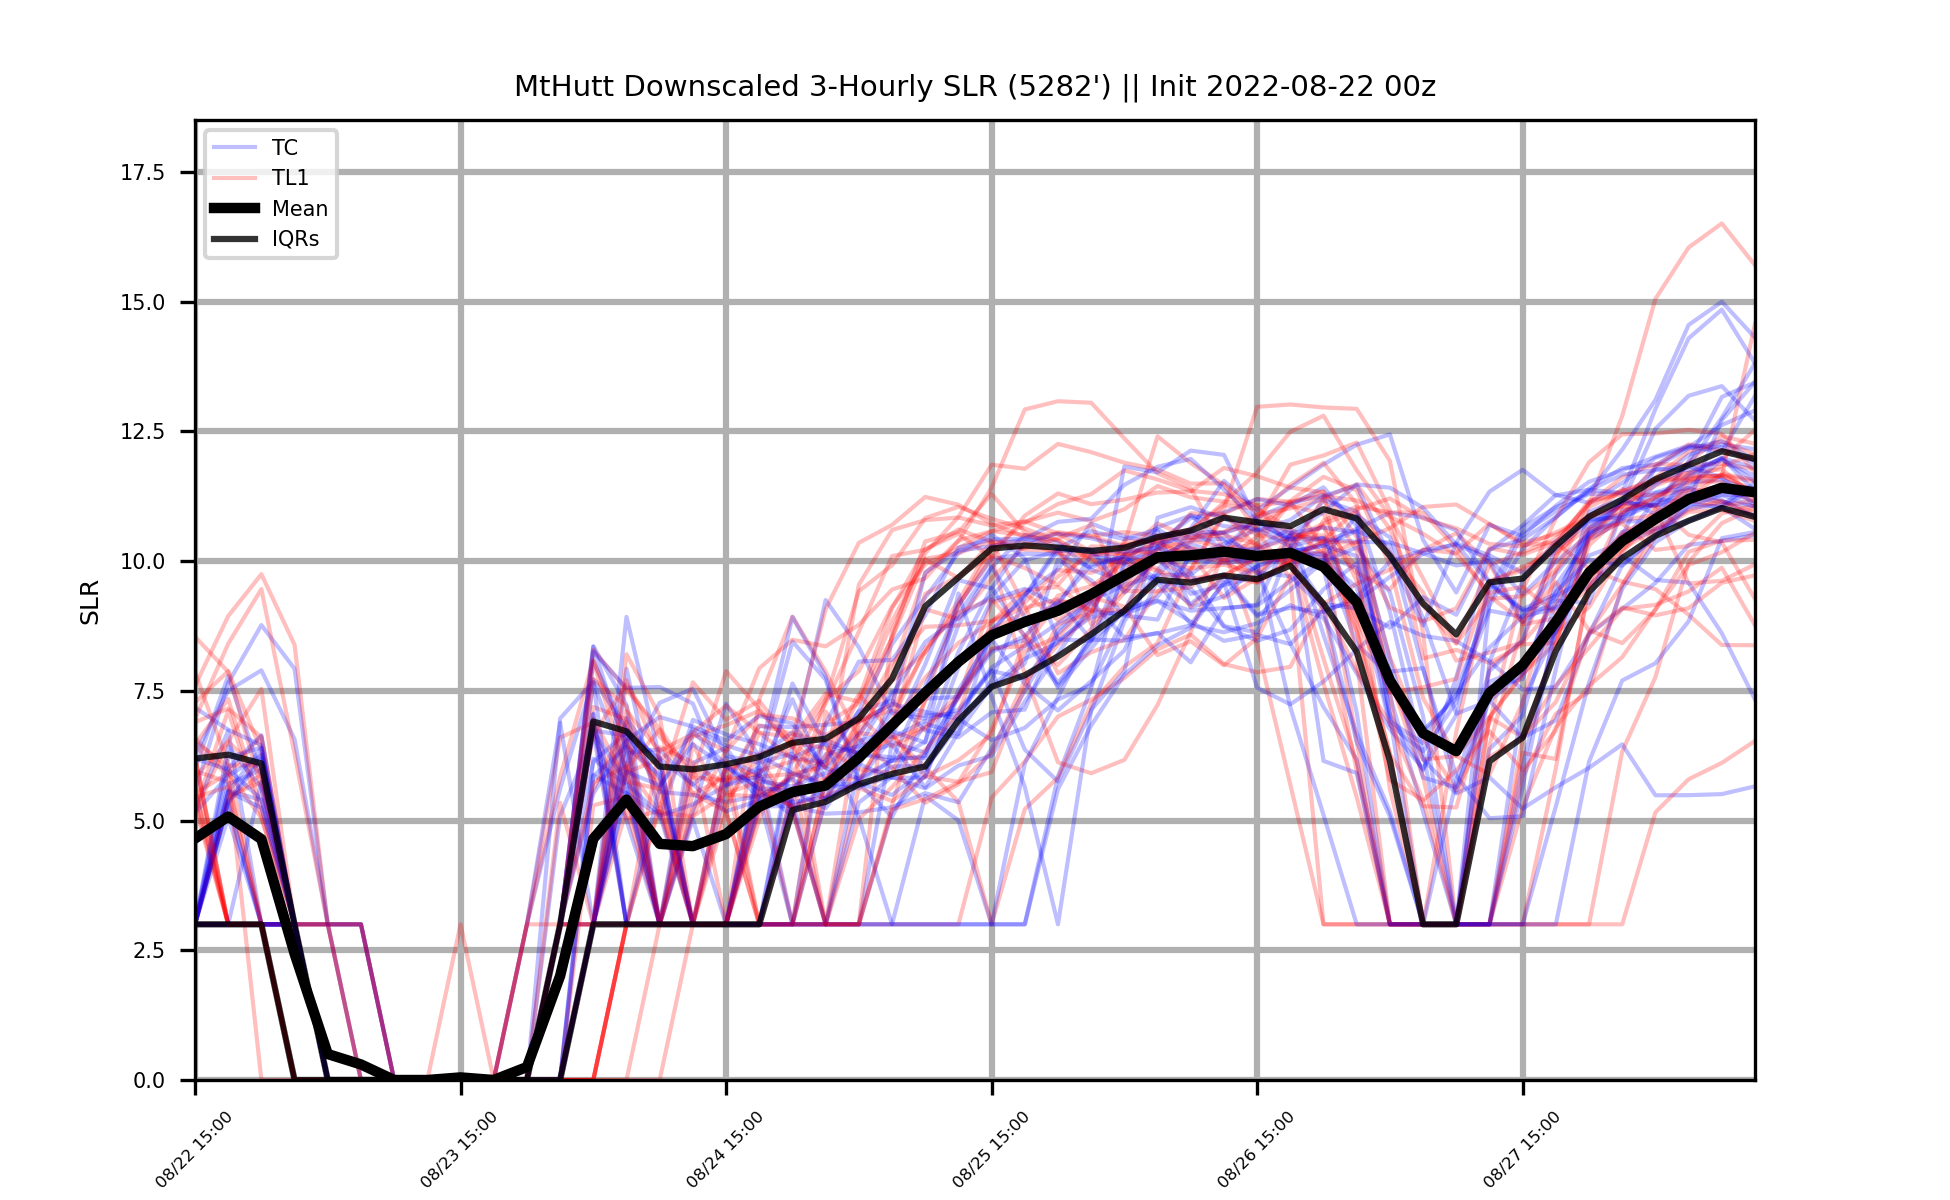 MtHutt Downscaled 3-Hourly SLR (5282') || Init 2022-08-22 00z
TC
TL1
Mean
IQRs
17.5
15.0
12.5
10.0
7.5
5.0
2.5
0.0
SLR
08/22 15:00
08/23 15:00
08/24 15:00
08/25 15:00
08/26 15:00
08/27 15:00